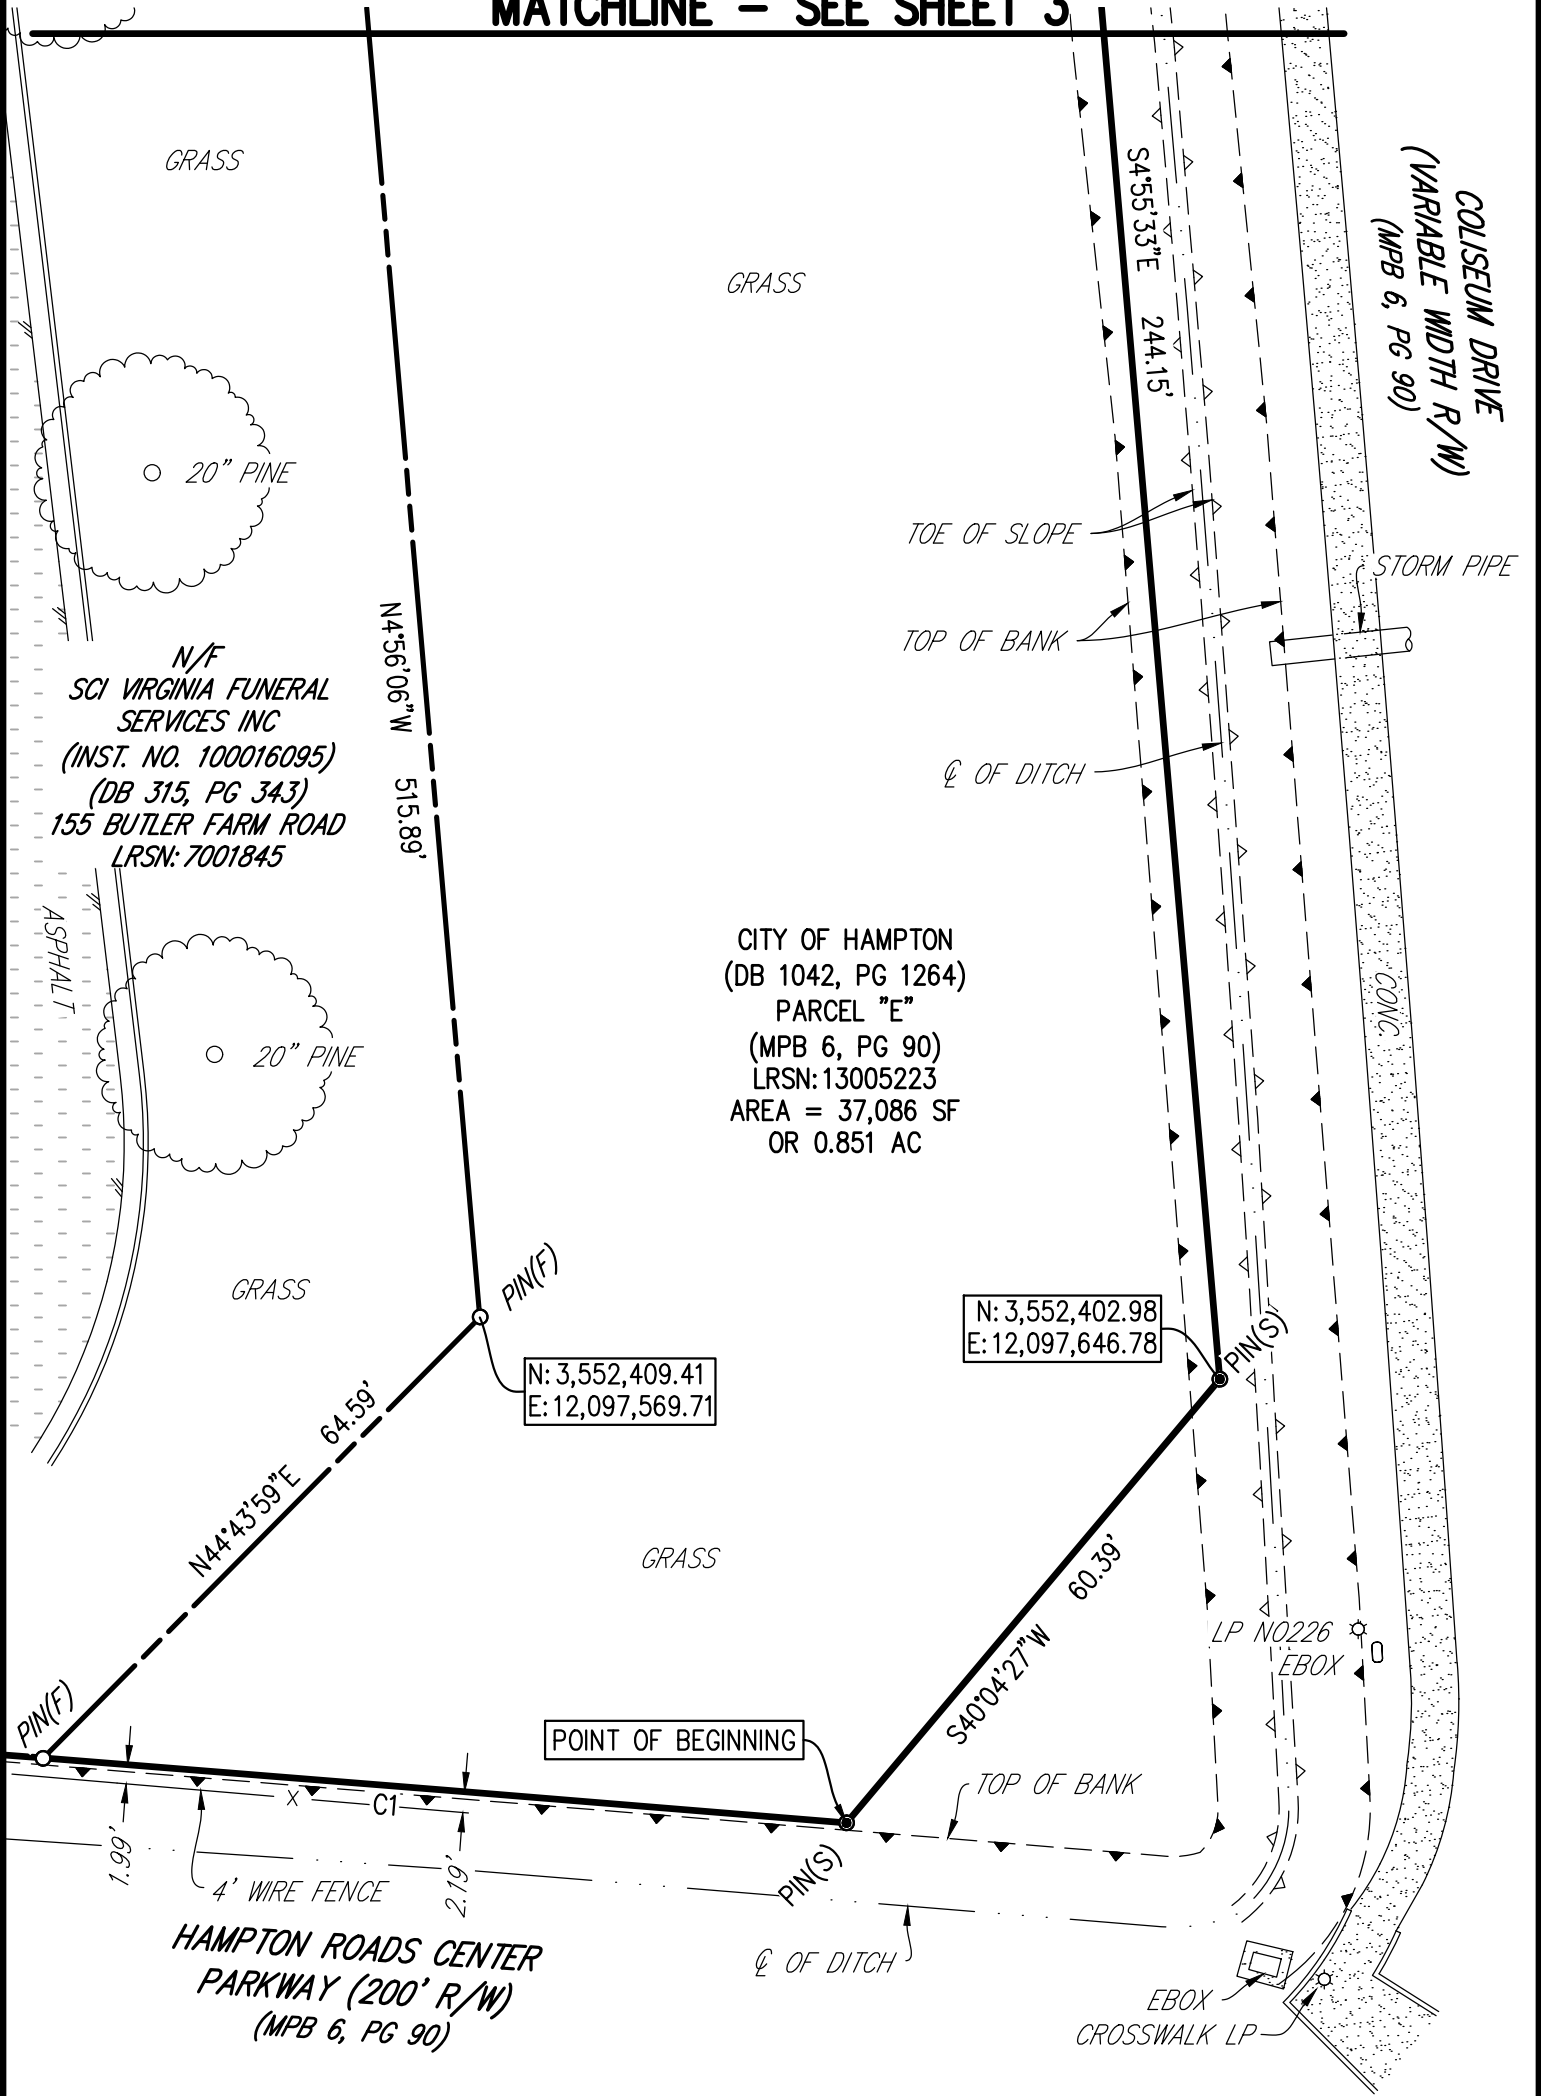 MATCHLINE – SEE SHEET 3
GRASS
GRASS
COLISEUM DRIVE
(VARIABLE WIDTH R/W)
(MPB 6, PG 90)
S4°55'33"E 244.15'
20" PINE
TOE OF SLOPE
STORM PIPE
TOP OF BANK
N4°56'06"W 515.89'
N/F
SCI VIRGINIA FUNERAL
SERVICES INC
(INST. NO. 100016095)
(DB 315, PG 343)
155 BUTLER FARM ROAD
LRSN: 7001845
℄ OF DITCH
ASPHALT
CONC.
CITY OF HAMPTON
(DB 1042, PG 1264)
PARCEL "E"
(MPB 6, PG 90)
LRSN: 13005223
AREA = 37,086 SF
OR 0.851 AC
20" PINE
GRASS
PIN(F)
N: 3,552,402.98
E: 12,097,646.78
PIN(S)
N: 3,552,409.41
E: 12,097,569.71
N44°43'59"E 64.59'
GRASS
S40°04'27"W 60.39'
LP NO226
EBOX
PIN(F)
POINT OF BEGINNING
TOP OF BANK
X
C1
1.99'
2.19'
4' WIRE FENCE
PIN(S)
HAMPTON ROADS CENTER
PARKWAY (200' R/W)
(MPB 6, PG 90)
℄ OF DITCH
EBOX
CROSSWALK LP